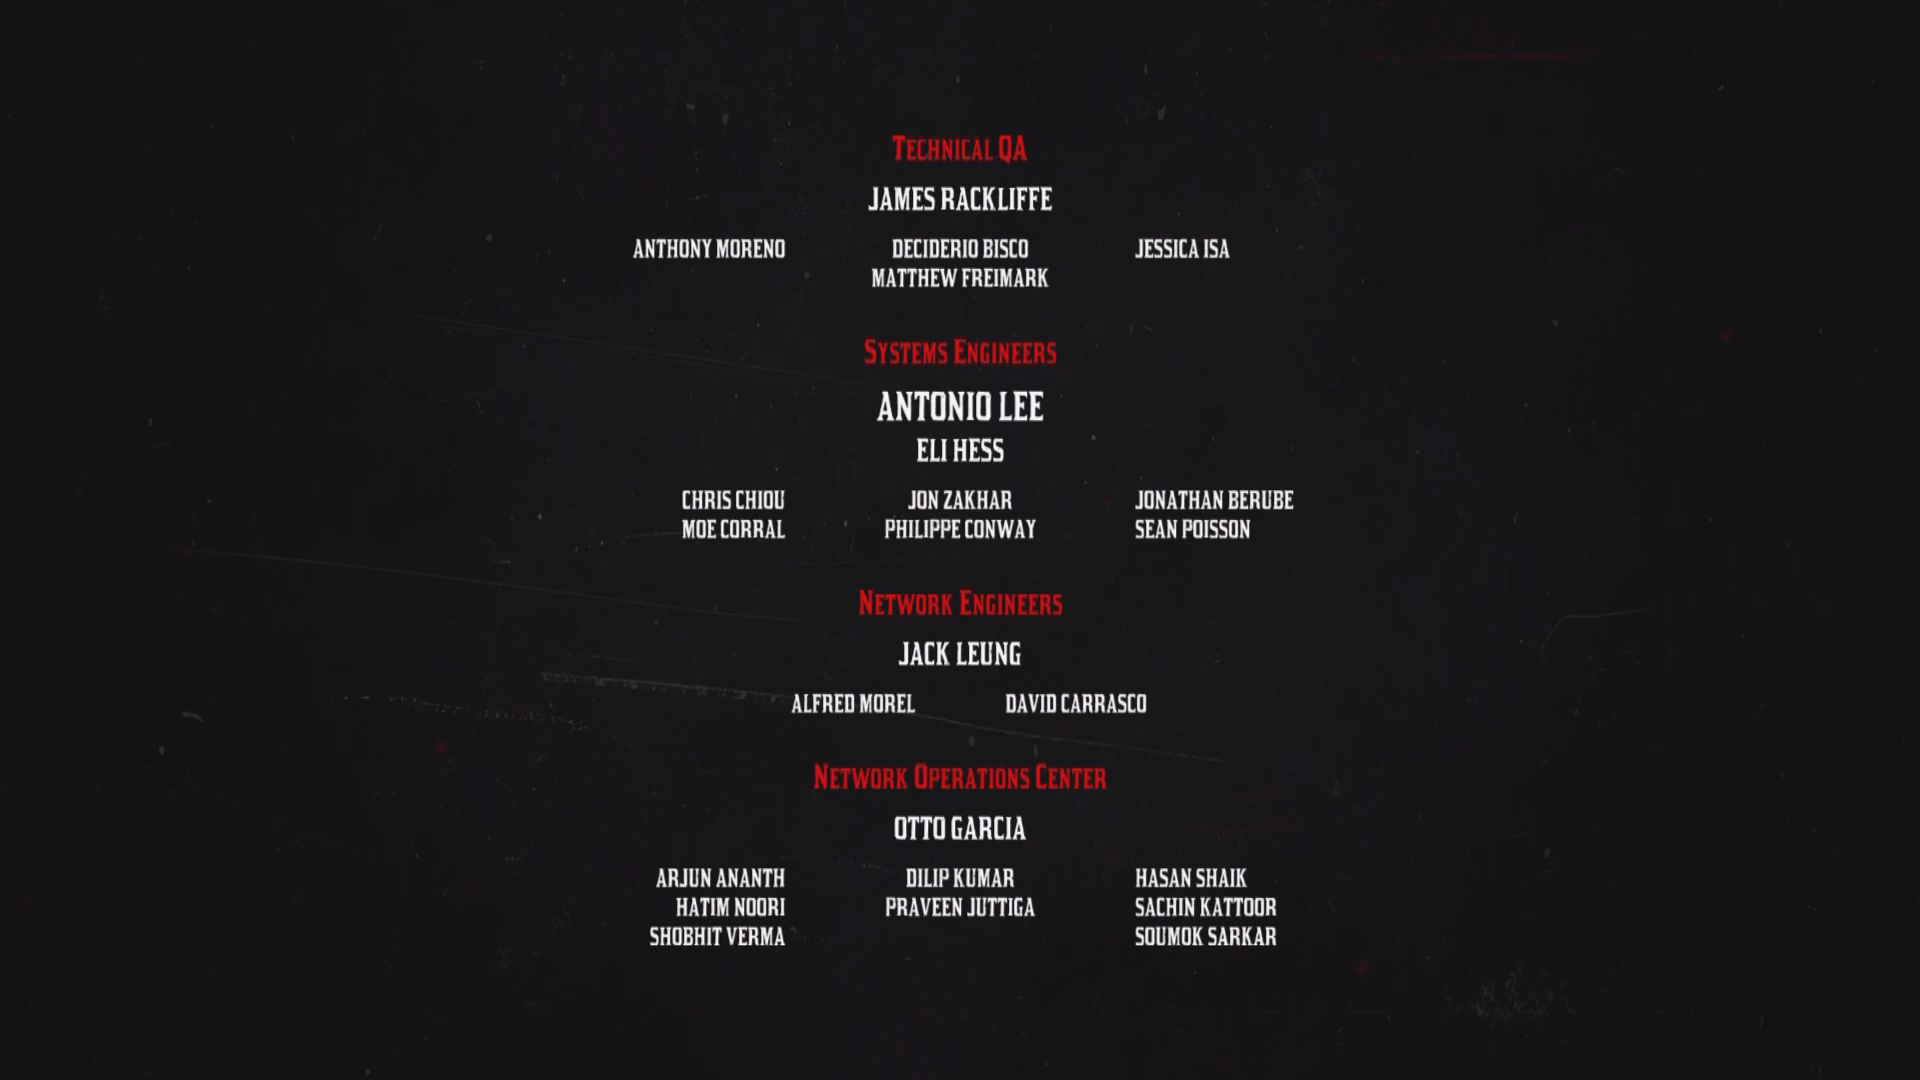 Technical QA
JAMES RACKLIFFE
ANTHONY MORENO DECIDERIO BISCO JESSICA ISA
MATTHEW FREIMARK
Systems Engineers
ANTONIO LEE
ELI HESS
CHRIS CHIOU JON ZAKHAR JONATHAN BERUBE
MOE CORRAL PHILIPPE CONWAY SEAN POISSON
Network Engineers
JACK LEUNG
ALFRED MOREL DAVID CARRASCO
Network Operations Center
OTTO GARCIA
ARJUN ANANTH DILIP KUMAR HASAN SHAIK
HATIM NOORI PRAVEEN JUTTIGA SACHIN KATTOOR
SHOBHIT VERMA SOUMOK SARKAR